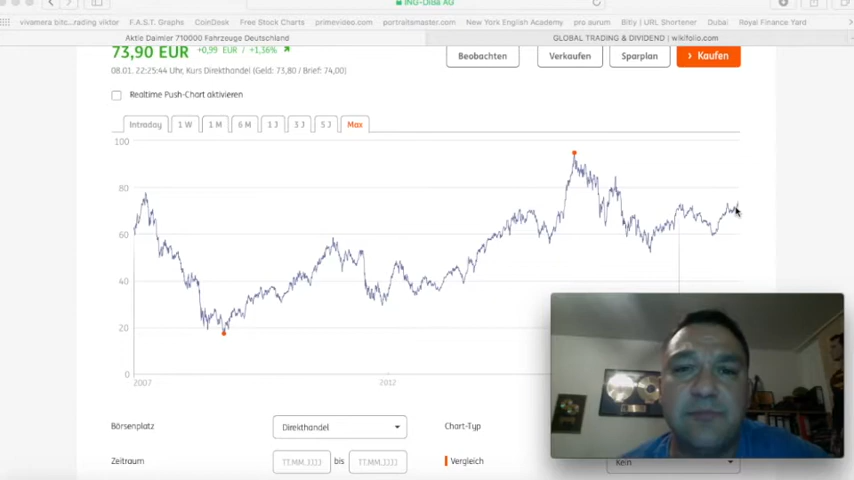 ING-DiBa AG
vivamera bitc...rading viktor F.A.S.T. Graphs CoinDesk Free Stock Charts primevideo.com portraitsmaster.com New York English Academy pro aurum Bitly | URL Shortener Dubai Royal Finance Yard
Aktie Daimler 710000 Fahrzeuge Deutschland GLOBAL TRADING & DIVIDEND | wikifolio.com
73,90 EUR +0,99 EUR / +1,36%
Beobachten Verkaufen Sparplan › Kaufen
08.01. 22:25:44 Uhr, Kurs Direkthandel (Geld: 73,80 / Brief: 74,00)
Realtime Push-Chart aktivieren
Intraday 1 W 1 M 6 M 1 J 3 J 5 J Max
100
80
60
40
20
0
2007 2012
Börsenplatz Direkthandel Chart-Typ
Zeitraum TT.MM.JJJJ bis TT.MM.JJJJ Vergleich Kein